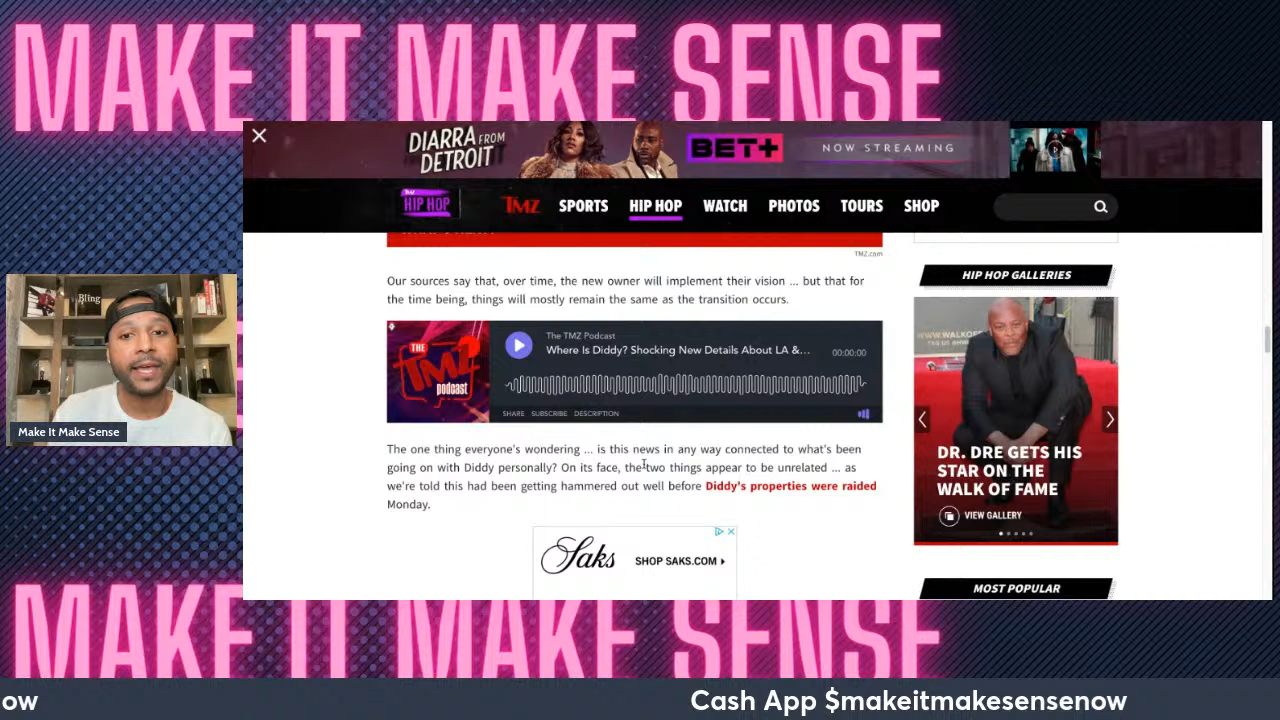 MAKE IT MAKE SENSE
DIARRA FROM DETROIT
BET+
NOW STREAMING
TMZ HIP HOP
TMZ
SPORTS
HIP HOP
WATCH
PHOTOS
TOURS
SHOP
TMZ.com
Our sources say that, over time, the new owner will implement their vision ... but that for
the time being, things will mostly remain the same as the transition occurs.
THE TMZ podcast
The TMZ Podcast
Where Is Diddy? Shocking New Details About LA &...
00:00:00
SHARE SUBSCRIBE DESCRIPTION
The one thing everyone's wondering ... is this news in any way connected to what's been
going on with Diddy personally? On its face, the two things appear to be unrelated ... as
we're told this had been getting hammered out well before Diddy's properties were raided
Monday.
Saks
SHOP SAKS.COM
HIP HOP GALLERIES
DR. DRE GETS HIS
STAR ON THE
WALK OF FAME
VIEW GALLERY
MOST POPULAR
Bling
Make It Make Sense
MAKE IT MAKE SENSE
ow
Cash App $makeitmakesensenow